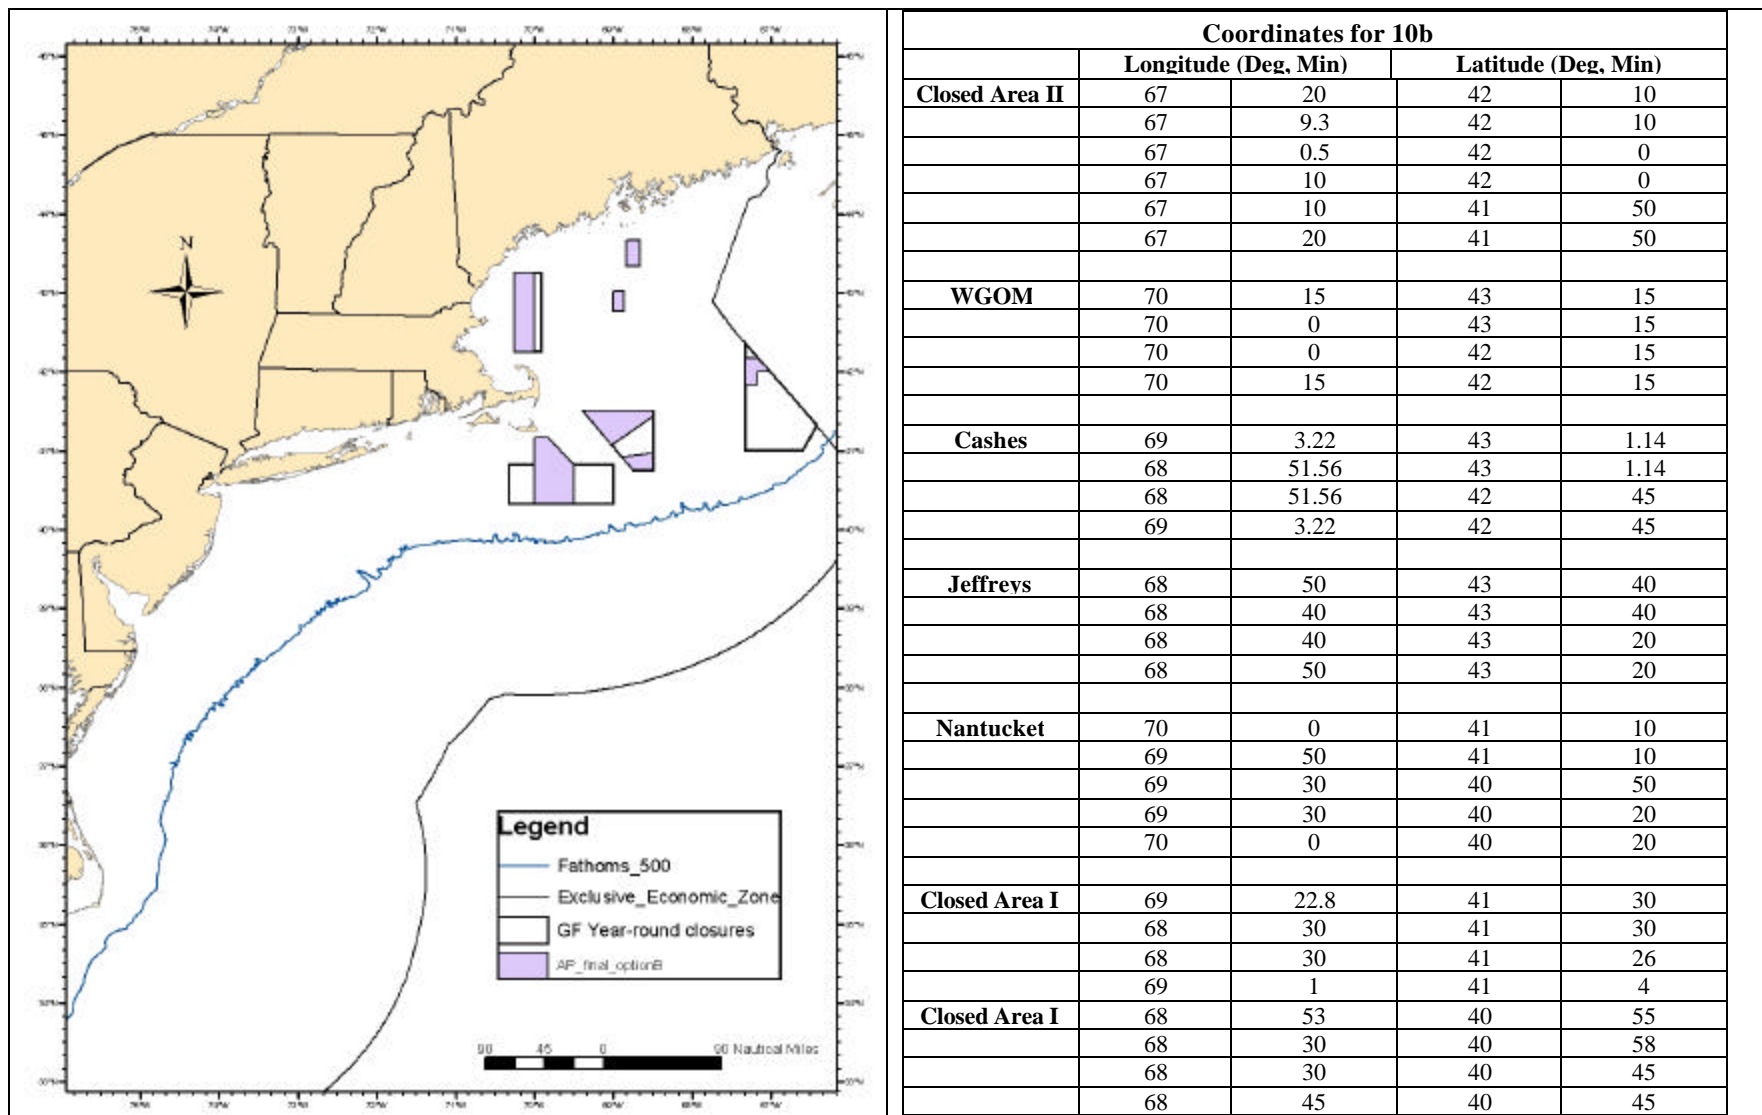 N
Legend
Fathoms_500
Exclusive_Economic_Zone
GF Year-round closures
AP_final_optionB
90 45 0 90 Nautical Miles
Coordinates for 10b
Longitude (Deg, Min) Latitude (Deg, Min)
Closed Area II 67 20 42 10
67 9.3 42 10
67 0.5 42 0
67 10 42 0
67 10 41 50
67 20 41 50
WGOM 70 15 43 15
70 0 43 15
70 0 42 15
70 15 42 15
Cashes 69 3.22 43 1.14
68 51.56 43 1.14
68 51.56 42 45
69 3.22 42 45
Jeffreys 68 50 43 40
68 40 43 40
68 40 43 20
68 50 43 20
Nantucket 70 0 41 10
69 50 41 10
69 30 40 50
69 30 40 20
70 0 40 20
Closed Area I 69 22.8 41 30
68 30 41 30
68 30 41 26
69 1 41 4
Closed Area I 68 53 40 55
68 30 40 58
68 30 40 45
68 45 40 45